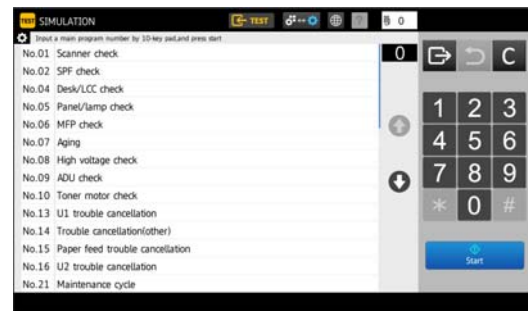 TEST SIMULATION TEST ? 0
Input a main program number by 10-key pad,and press start
0
No.01 Scanner check
No.02 SPF check
No.04 Desk/LCC check
No.05 Panel/lamp check
No.06 MFP check
No.07 Aging
No.08 High voltage check
No.09 ADU check
No.10 Toner motor check
No.13 U1 trouble cancellation
No.14 Trouble cancellation(other)
No.15 Paper feed trouble cancellation
No.16 U2 trouble cancellation
No.21 Maintenance cycle
C
1 2 3
4 5 6
7 8 9
* 0 #
Start